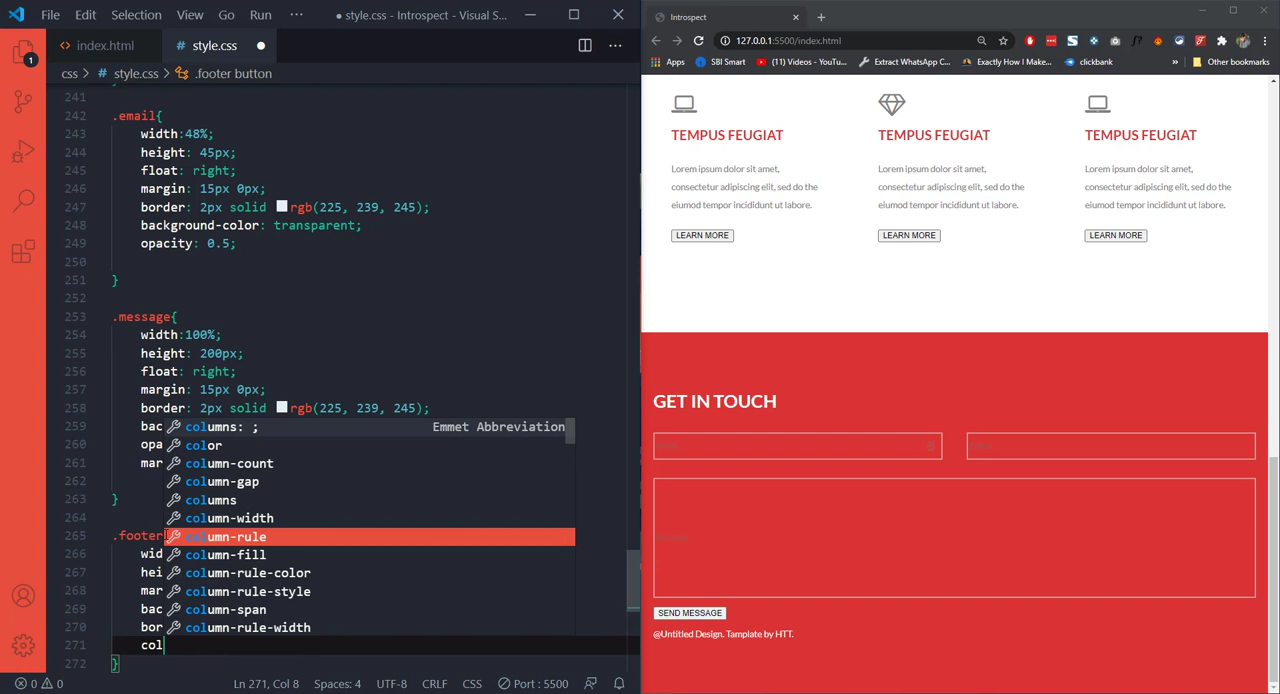 File Edit Selection View Go Run ··· ● style.css - Introspect - Visual S...
<> index.html # style.css ●
css > # style.css > .footer button
241
242 .email{
243 width:48%;
244 height: 45px;
245 float: right;
246 margin: 15px 0px;
247 border: 2px solid rgb(225, 239, 245);
248 background-color: transparent;
249 opacity: 0.5;
250
251 }
252
253 .message{
254 width:100%;
255 height: 200px;
256 float: right;
257 margin: 15px 0px;
258 border: 2px solid rgb(225, 239, 245);
259 bac columns: ; Emmet Abbreviation
260 opa color
261 mar column-count
262 column-gap
263 } columns
264 column-width
265 .footer column-rule
266 wid column-fill
267 hei column-rule-color
268 mar column-rule-style
269 bac column-span
270 bor column-rule-width
271 col
272 }
1
0 0 Ln 271, Col 8 Spaces: 4 UTF-8 CRLF CSS Port : 5500
Introspect
127.0.0.1:5500/index.html
Apps SBI Smart (11) Videos - YouTu... Extract WhatsApp C... Exactly How I Make... clickbank » Other bookmarks
TEMPUS FEUGIAT TEMPUS FEUGIAT TEMPUS FEUGIAT
Lorem ipsum dolor sit amet, Lorem ipsum dolor sit amet, Lorem ipsum dolor sit amet,
consectetur adipiscing elit, sed do the consectetur adipiscing elit, sed do the consectetur adipiscing elit, sed do the
eiumod tempor incididunt ut labore. eiusmod tempor incididunt ut labore. eiumod tempor incididunt ut labore.
LEARN MORE LEARN MORE LEARN MORE
GET IN TOUCH
SEND MESSAGE
@Untitled Design. Tamplate by HTT.